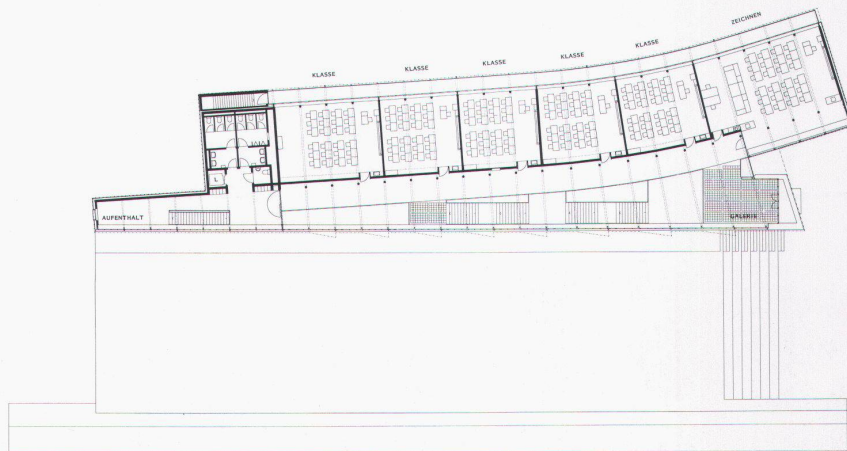 ZEICHNEN
KLASSE
KLASSE
KLASSE
KLASSE
KLASSE
L
AUFENTHALT
GALERIE